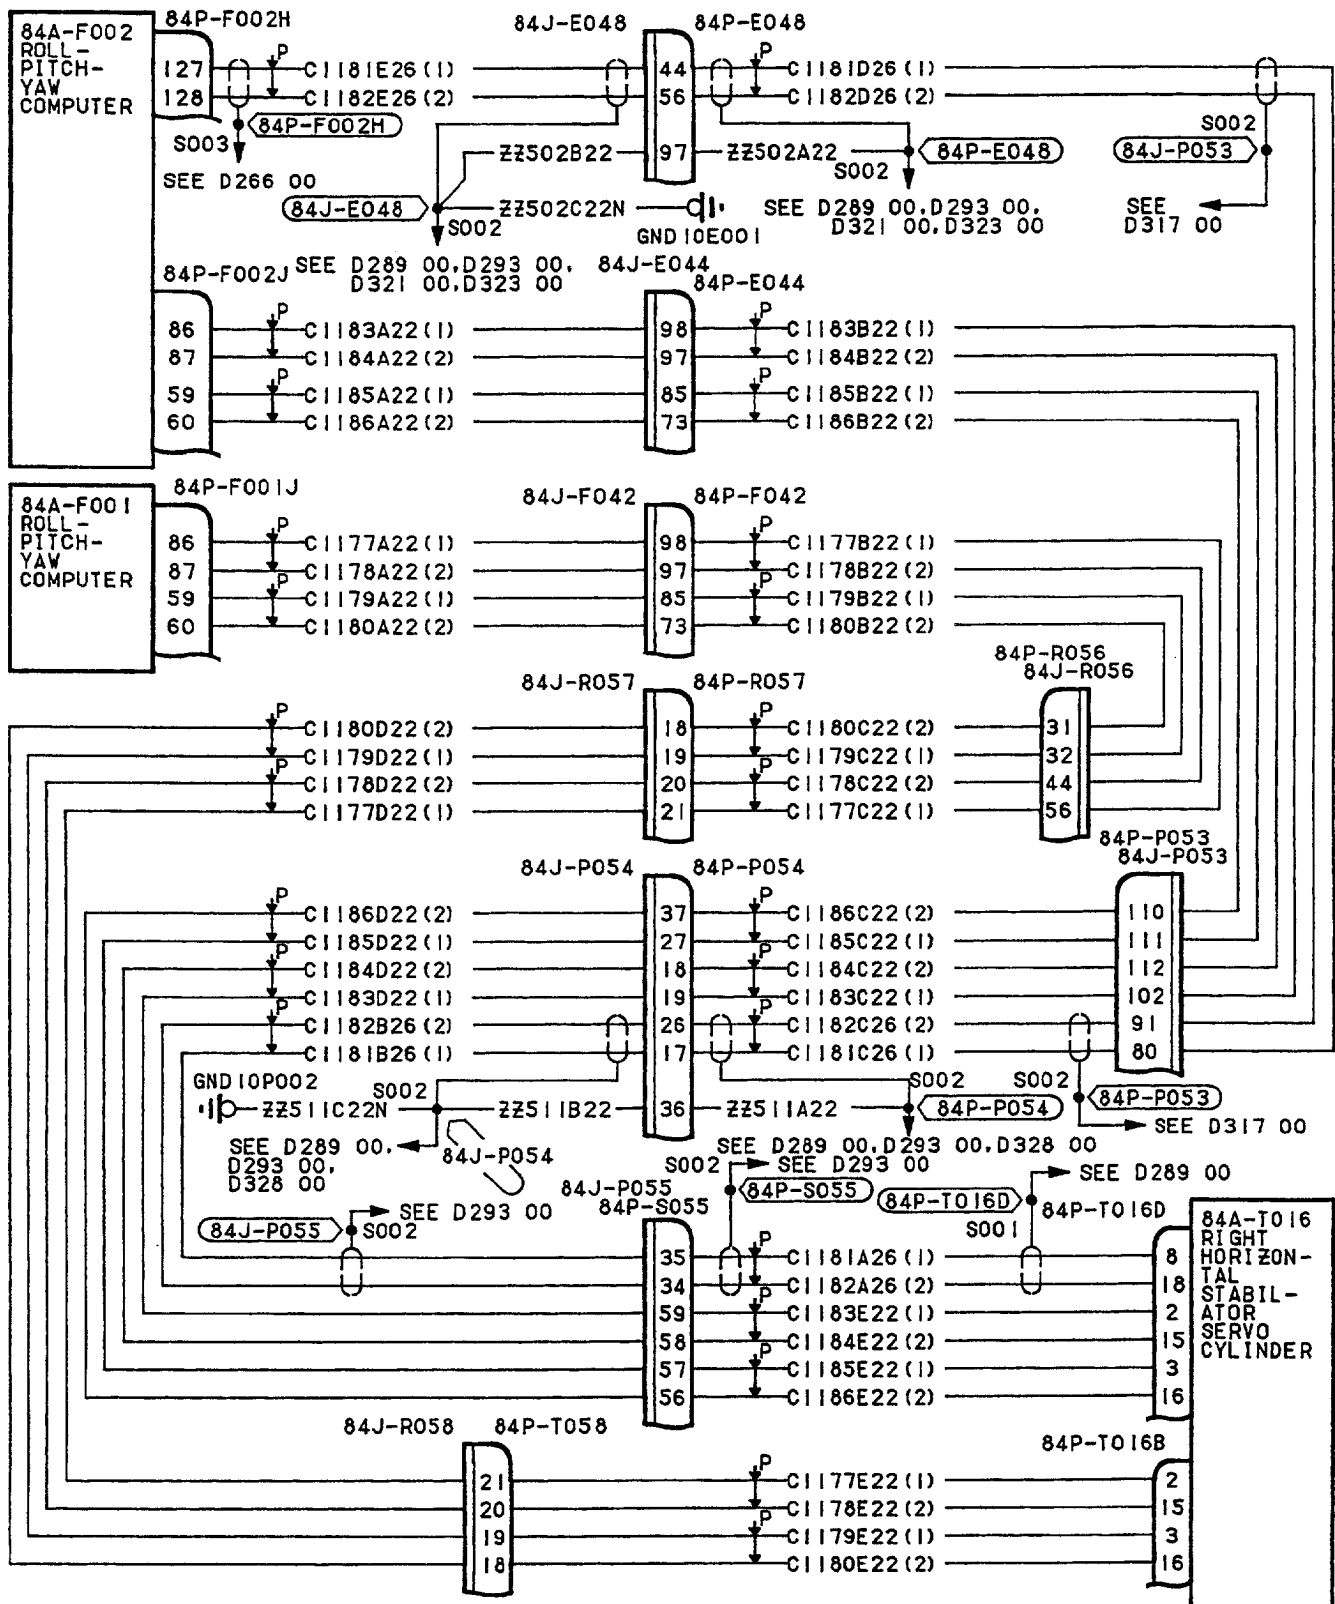 84A-F002
ROLL-
PITCH-
YAW
COMPUTER
84P-F002H
84J-E048
84P-E048
127
P
C1181E26(1)
44
P
C1181D26(1)
128
C1182E26(2)
56
C1182D26(2)
84P-F002H
S003
SEE D266 00
ZZ502B22
97
ZZ502A22
84P-E048
S002
S002
84J-P053
84J-E048
ZZ502C22N
S002
GND10E001
SEE D289 00,D293 00,
D321 00,D323 00
SEE
D317 00
SEE D289 00,D293 00,
D321 00,D323 00
84P-F002J
84J-E044
84P-E044
86
P
C1183A22(1)
98
P
C1183B22(1)
87
C1184A22(2)
97
C1184B22(2)
59
P
C1185A22(1)
85
P
C1185B22(1)
60
C1186A22(2)
73
C1186B22(2)
84A-F001
ROLL-
PITCH-
YAW
COMPUTER
84P-F001J
84J-F042
84P-F042
86
P
C1177A22(1)
98
P
C1177B22(1)
87
C1178A22(2)
97
C1178B22(2)
59
P
C1179A22(1)
85
P
C1179B22(1)
60
C1180A22(2)
73
C1180B22(2)
84J-R057
84P-R057
84P-R056
84J-R056
P
C1180D22(2)
18
P
C1180C22(2)
31
C1179D22(1)
19
C1179C22(1)
32
P
C1178D22(2)
20
P
C1178C22(2)
44
C1177D22(1)
21
C1177C22(1)
56
84J-P054
84P-P054
84P-P053
84J-P053
P
C1186D22(2)
37
P
C1186C22(2)
110
C1185D22(1)
27
C1185C22(1)
111
P
C1184D22(2)
18
P
C1184C22(2)
112
C1183D22(1)
19
C1183C22(1)
102
P
C1182B26(2)
26
P
C1182C26(2)
91
C1181B26(1)
17
C1181C26(1)
80
GND10P002
S002
S002
S002
ZZ511C22N
ZZ511B22
36
ZZ511A22
84P-P054
84P-P053
SEE D317 00
SEE D289 00,
D293 00,
D328 00
84J-P054
SEE D289 00,D293 00,D328 00
S002
SEE D293 00
84P-S055
SEE D289 00
84P-T016D
S001
84J-P055
84P-S055
84P-T016D
SEE D293 00
84J-P055
S002
84A-T016
RIGHT
HORIZON-
TAL
STABIL-
ATOR
SERVO
CYLINDER
35
P
C1181A26(1)
8
34
C1182A26(2)
18
59
P
C1183E22(1)
2
58
C1184E22(2)
15
57
P
C1185E22(1)
3
56
C1186E22(2)
16
84J-R058
84P-T058
84P-T016B
21
P
C1177E22(1)
2
20
C1178E22(2)
15
19
P
C1179E22(1)
3
18
C1180E22(2)
16